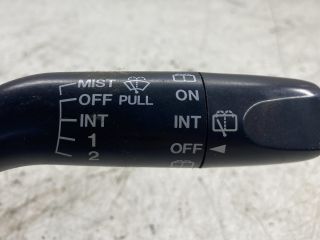 MIST
OFF PULL
INT
1
2
ON
INT
OFF